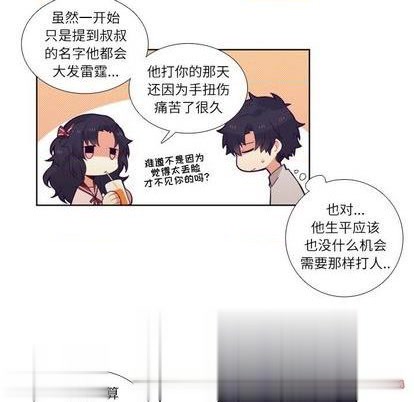 虽然一开始
只是提到叔叔
的名字他都会
大发雷霆...
他打你的那天
还因为手扭伤
痛苦了很久
难道不是因为
觉得太丢脸
才不见你的吗?
也对...
他生平应该
也没什么机会
需要那样打人..
算